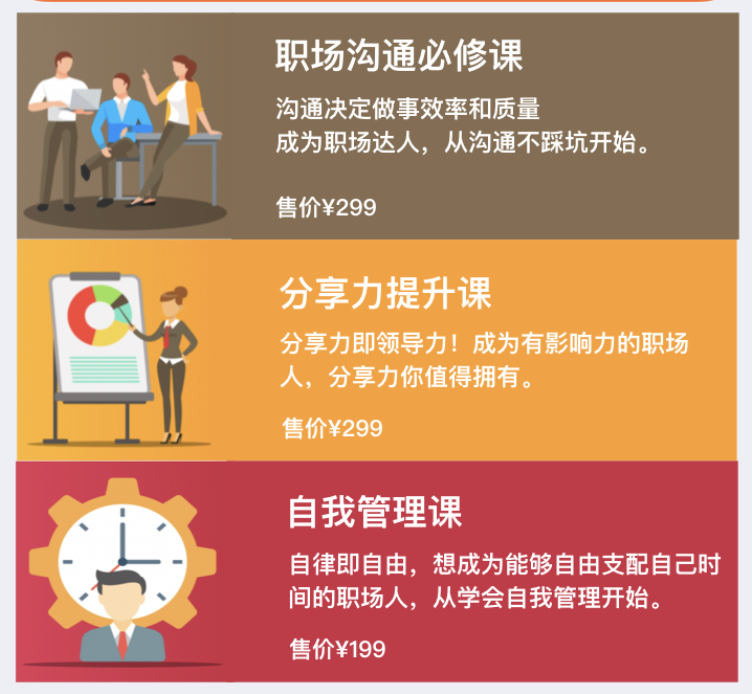 职场沟通必修课
沟通决定做事效率和质量
成为职场达人，从沟通不踩坑开始。
售价¥299
分享力提升课
分享力即领导力！成为有影响力的职场
人，分享力你值得拥有。
售价¥299
自我管理课
自律即自由，想成为能够自由支配自己时
间的职场人，从学会自我管理开始。
售价¥199